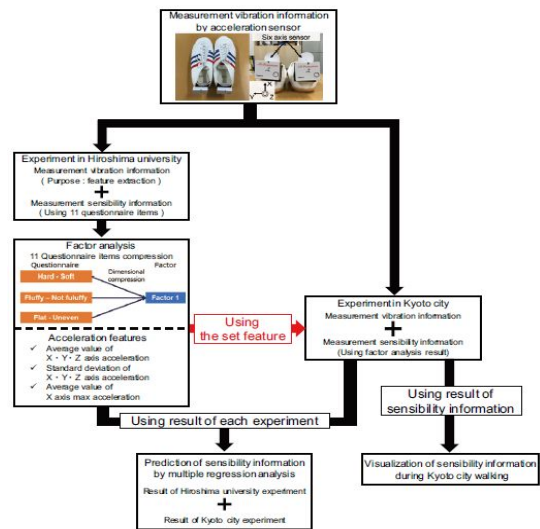 Measurement vibration information
by acceleration sensor
Six axis sensor
X
Y
Z
Experiment in Hiroshima university
Measurement vibration information
( Purpose : feature extraction )
+
Measurement sensibility information
( Using 11 questionnaire items )
Factor analysis
11 Questionnaire items compression
Questionnaire
Factor
Dimensional
compression
Hard - Soft
Fluffy – Not fuluffy
Flat - Uneven
Factor 1
Acceleration features
✓ Average value of
X・Y・Z axis acceleration
✓ Standard deviation of
X・Y・Z axis acceleration
✓ Average value of
X axis max acceleration
Using
the set feature
Experiment in Kyoto city
Measurement vibration information
+
Measurement sensibility information
(Using factor analysis result)
Using result of each experiment
Using result of
sensibility information
Prediction of sensibility information
by multiple regression analysis
Result of Hiroshima university experiment
+
Result of Kyoto city experiment
Visualization of sensibility information
during Kyoto city walking